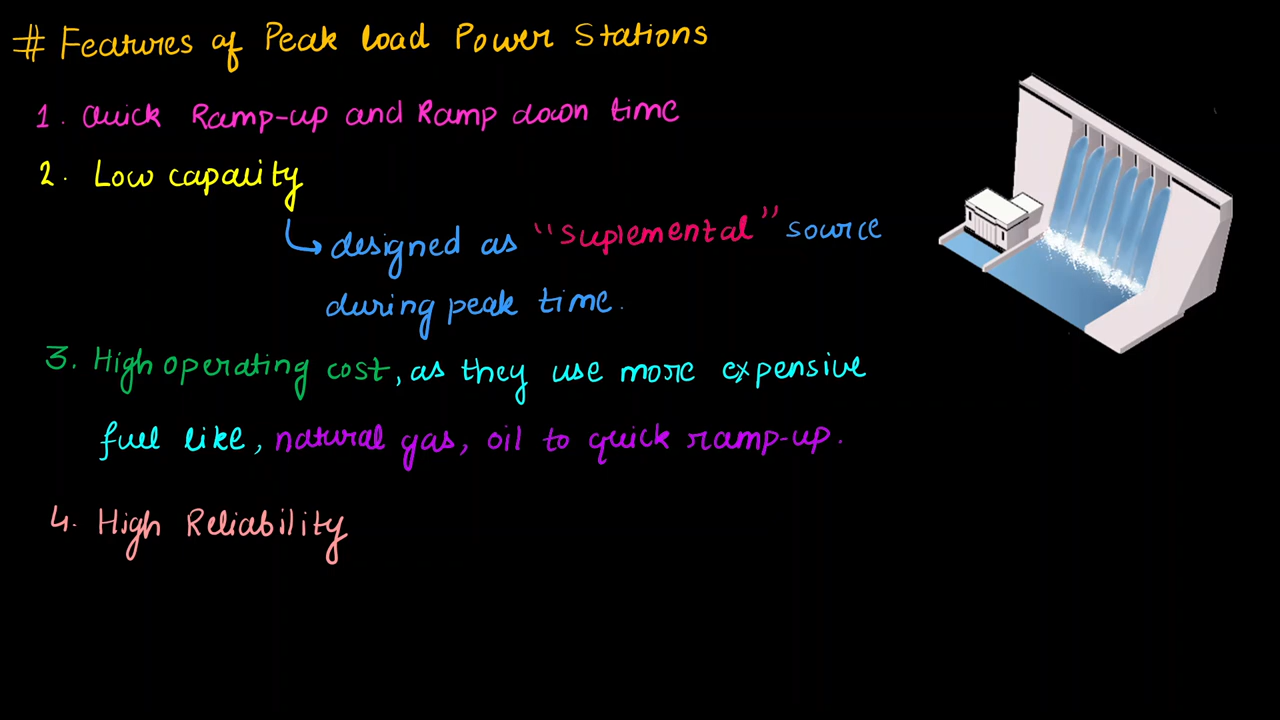 # Features of Peak load Power Stations
1. Quick Ramp-up and Ramp down time
2. Low capacity
designed as "Suplemental" source
during peak time.
3. High operating cost, as they use more expensive
fuel like, natural gas, oil to quick ramp-up.
4. High Reliability